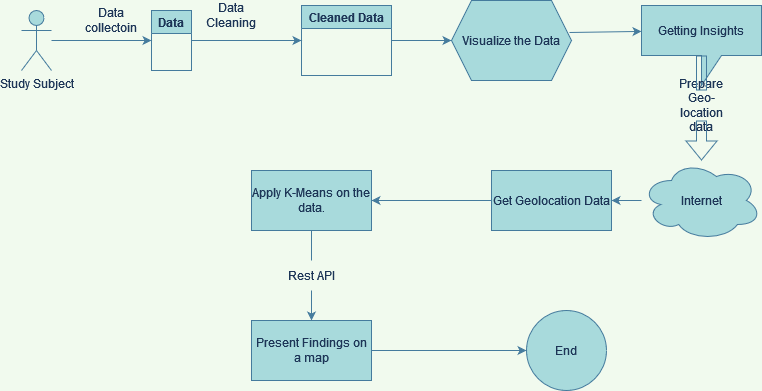 Data
collectoin
Data
Data
Cleaning
Cleaned Data
Visualize the Data
Getting Insights
Study Subject
Prepare
Geo-
location
data
Apply K-Means on the
data.
Get Geolocation Data
Internet
Rest API
Present Findings on
a map
End